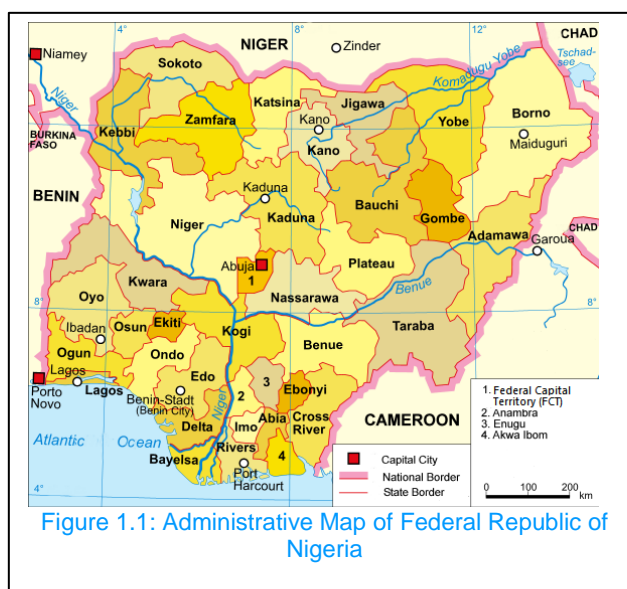 4°
8°
12°
CHAD
NIGER
Zinder
Niamey
Sokoto
Komadugu Yobe
Tschad-
see
Niger
Katsina
Jigawa
Borno
Kano
Zamfara
Yobe
Kebbi
BURKINA
FASO
Kano
Maiduguri
BENIN
Kaduna
Bauchi
Niger
Kaduna
Gombe
Adamawa
CHAD
Garoua
Abuja
1
Plateau
Kwara
Nassarawa
Benue
8°
Oyo
Taraba
Ibadan
Osun
Ekiti
Kogi
Benue
Ogun
Ondo
Lagos
Lagos
Edo
3
Porto
Novo
Benin-Stadt
(Benin City)
Niger
2
Ebonyi
Abia
Cross
River
CAMEROON
Delta
Imo
Atlantic
Ocean
Bayelsa
Rivers
4
Port
Harcourt
4°
1. Federal Capital
Territory (FCT)
2. Anambra
3. Enugu
4. Akwa Ibom
Capital City
National Border
State Border
0 100 200
km
Figure 1.1: Administrative Map of Federal Republic of
Nigeria